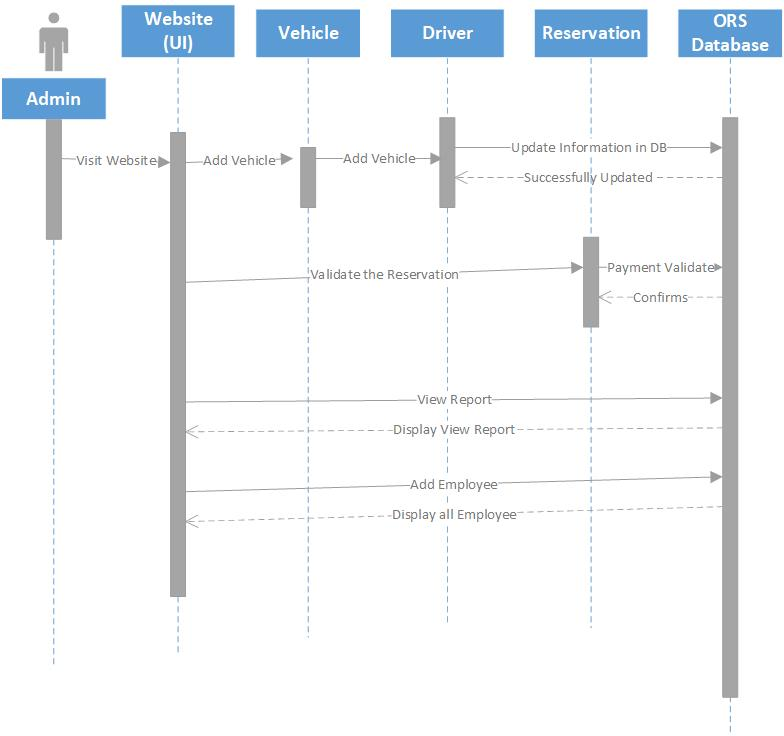 Website
(UI)
Vehicle
Driver
Reservation
ORS
Database
Admin
Visit Website
Add Vehicle
Add Vehicle
Update Information in DB
Successfully Updated
Validate the Reservation
Payment Validate
Confirms
View Report
Display View Report
Add Employee
Display all Employee